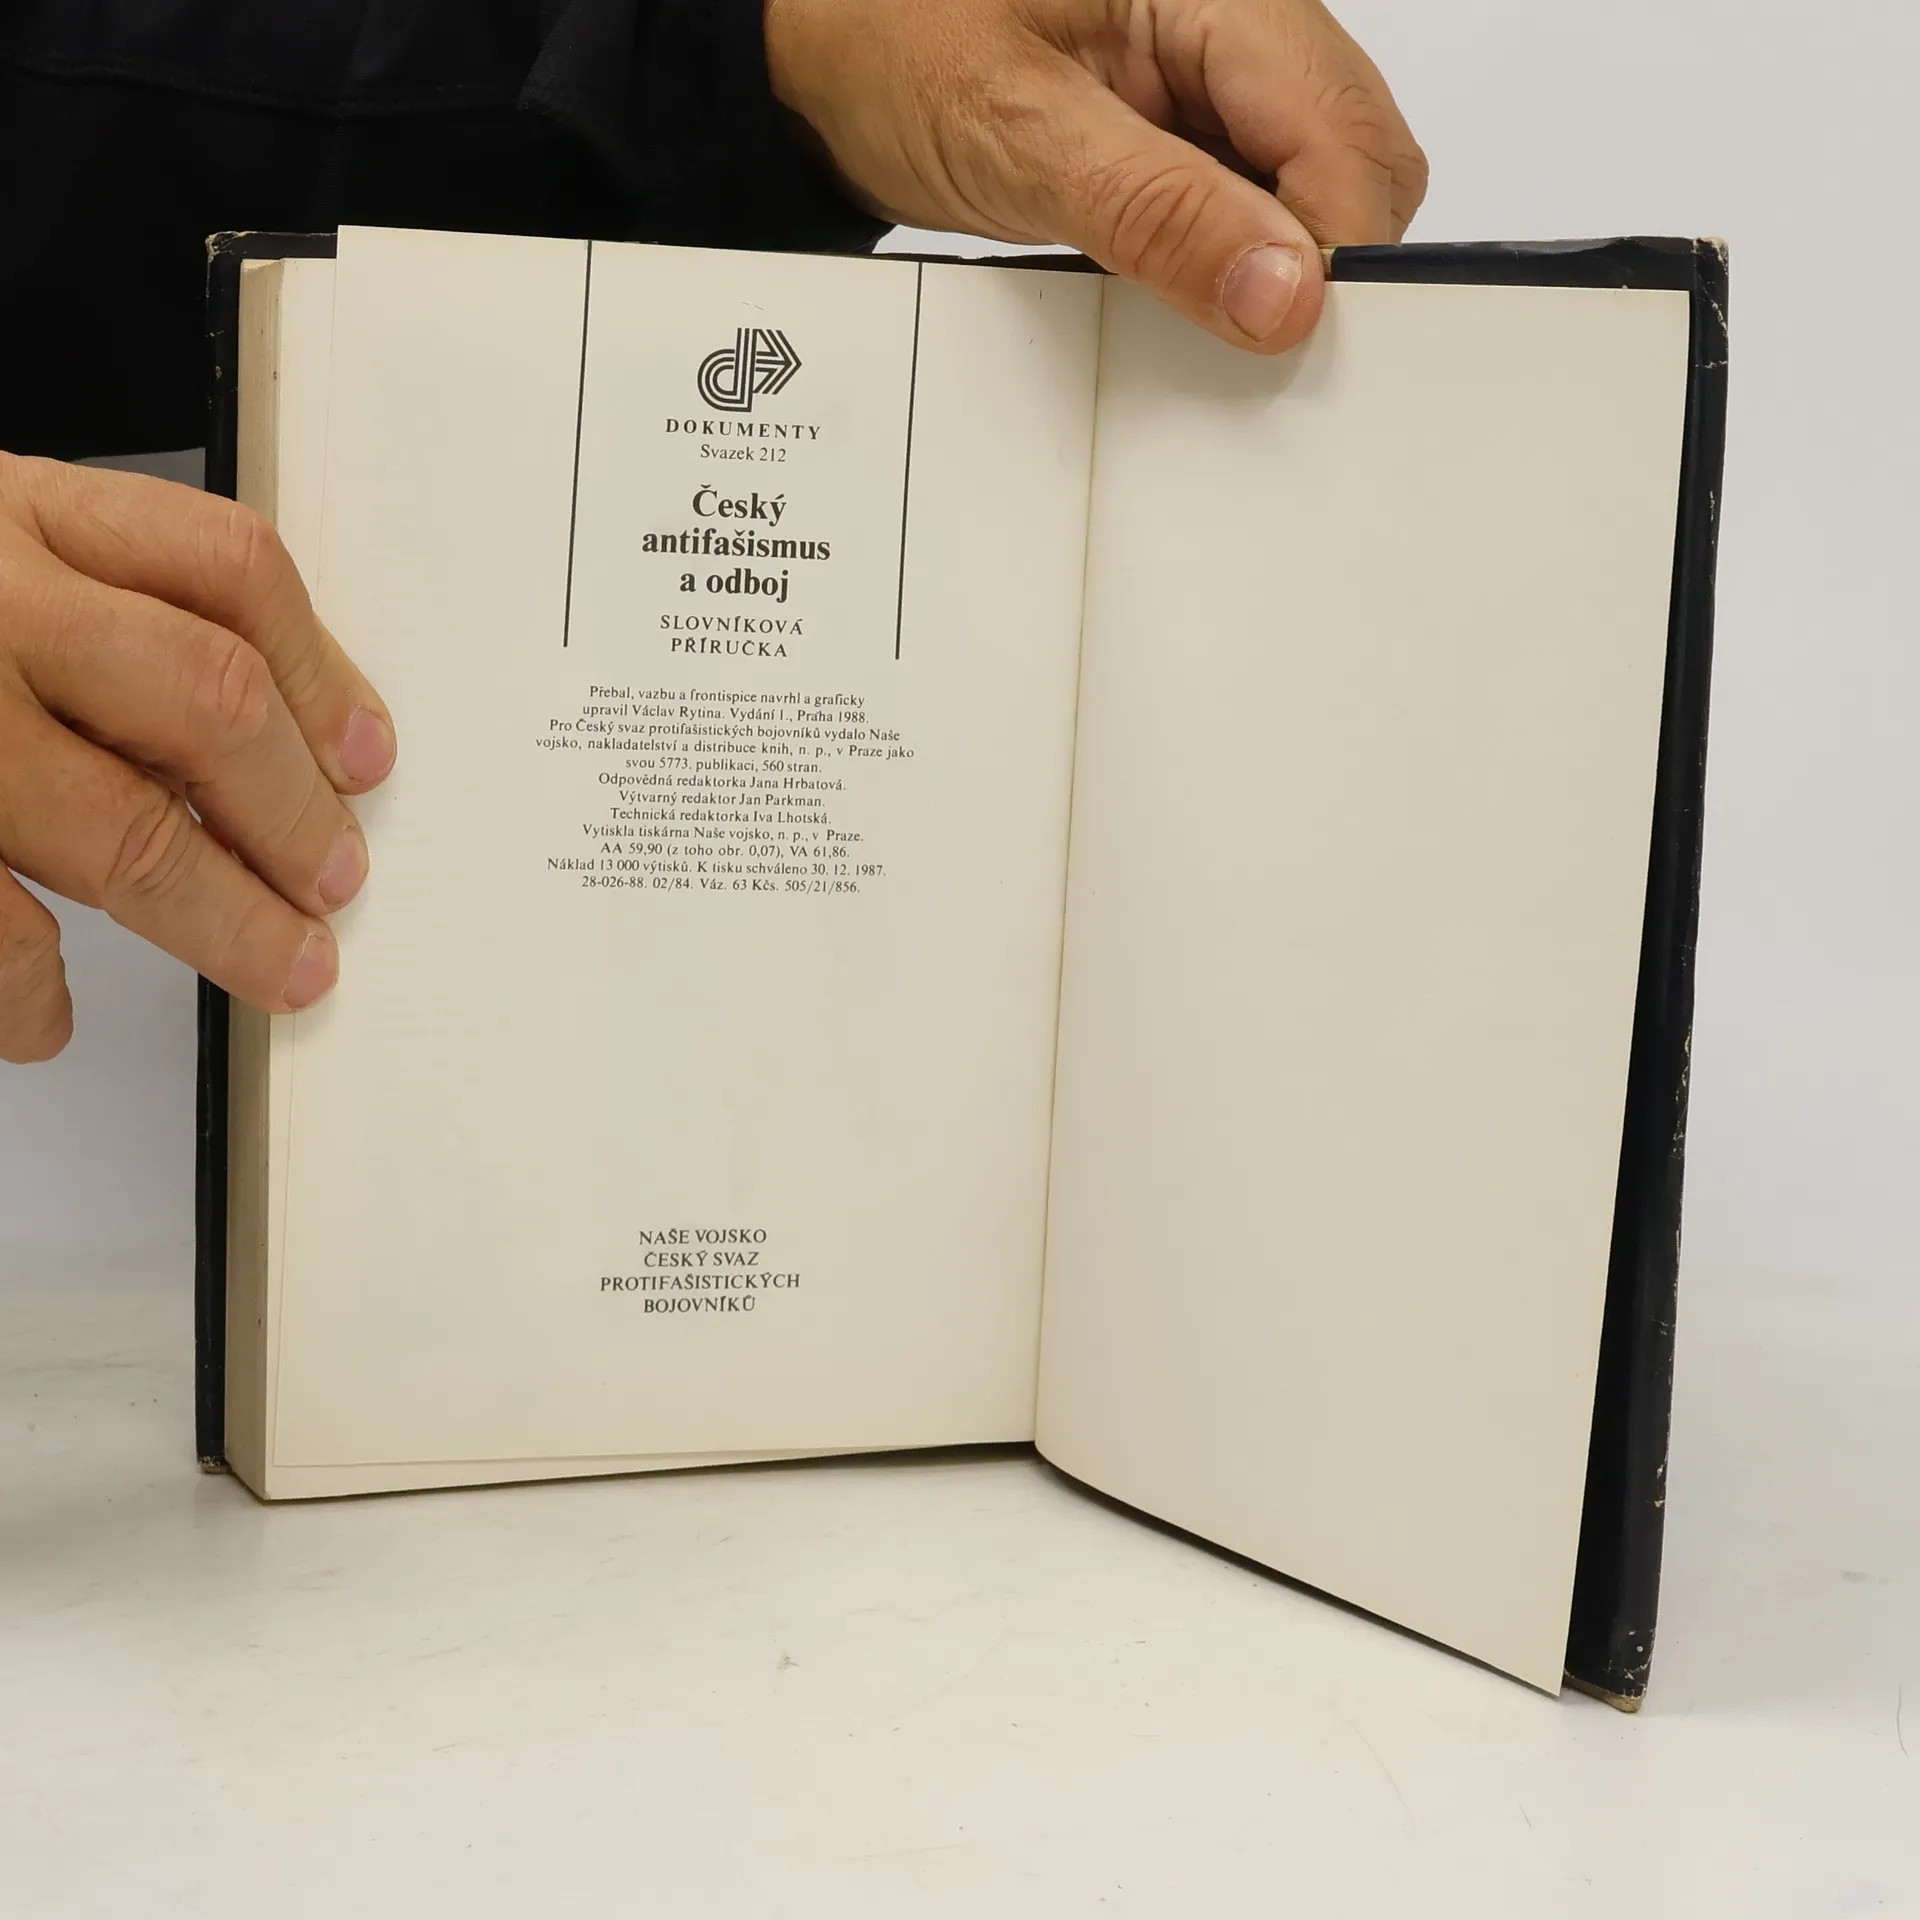 DOKUMENTY
Svazek 212
Český
antifašismus
a odboj
SLOVNÍKOVÁ
PŘÍRUČKA
Přebal, vazbu a frontispice navrhl a graficky
upravil Václav Rytina. Vydání 1., Praha 1988.
Pro Český svaz protifašistických bojovníků vydalo Naše
vojsko, nakladatelství a distribuce knih, n. p., v Praze jako
svou 5773. publikaci, 560 stran.
Odpovědná redaktorka Jana Hrbatová.
Výtvarný redaktor Jan Parkman.
Technická redaktorka Iva Lhotská.
Vytiskla tiskárna Naše vojsko, n. p., v Praze.
AA 59,90 (z toho obr. 0,07), VA 61,86.
Náklad 13 000 výtisků. K tisku schváleno 30. 12. 1987.
28-026-88. 02/84. Váz. 63 Kčs. 505/21/856.
NAŠE VOJSKO
ČESKÝ SVAZ
PROTIFAŠISTICKÝCH
BOJOVNÍKŮ